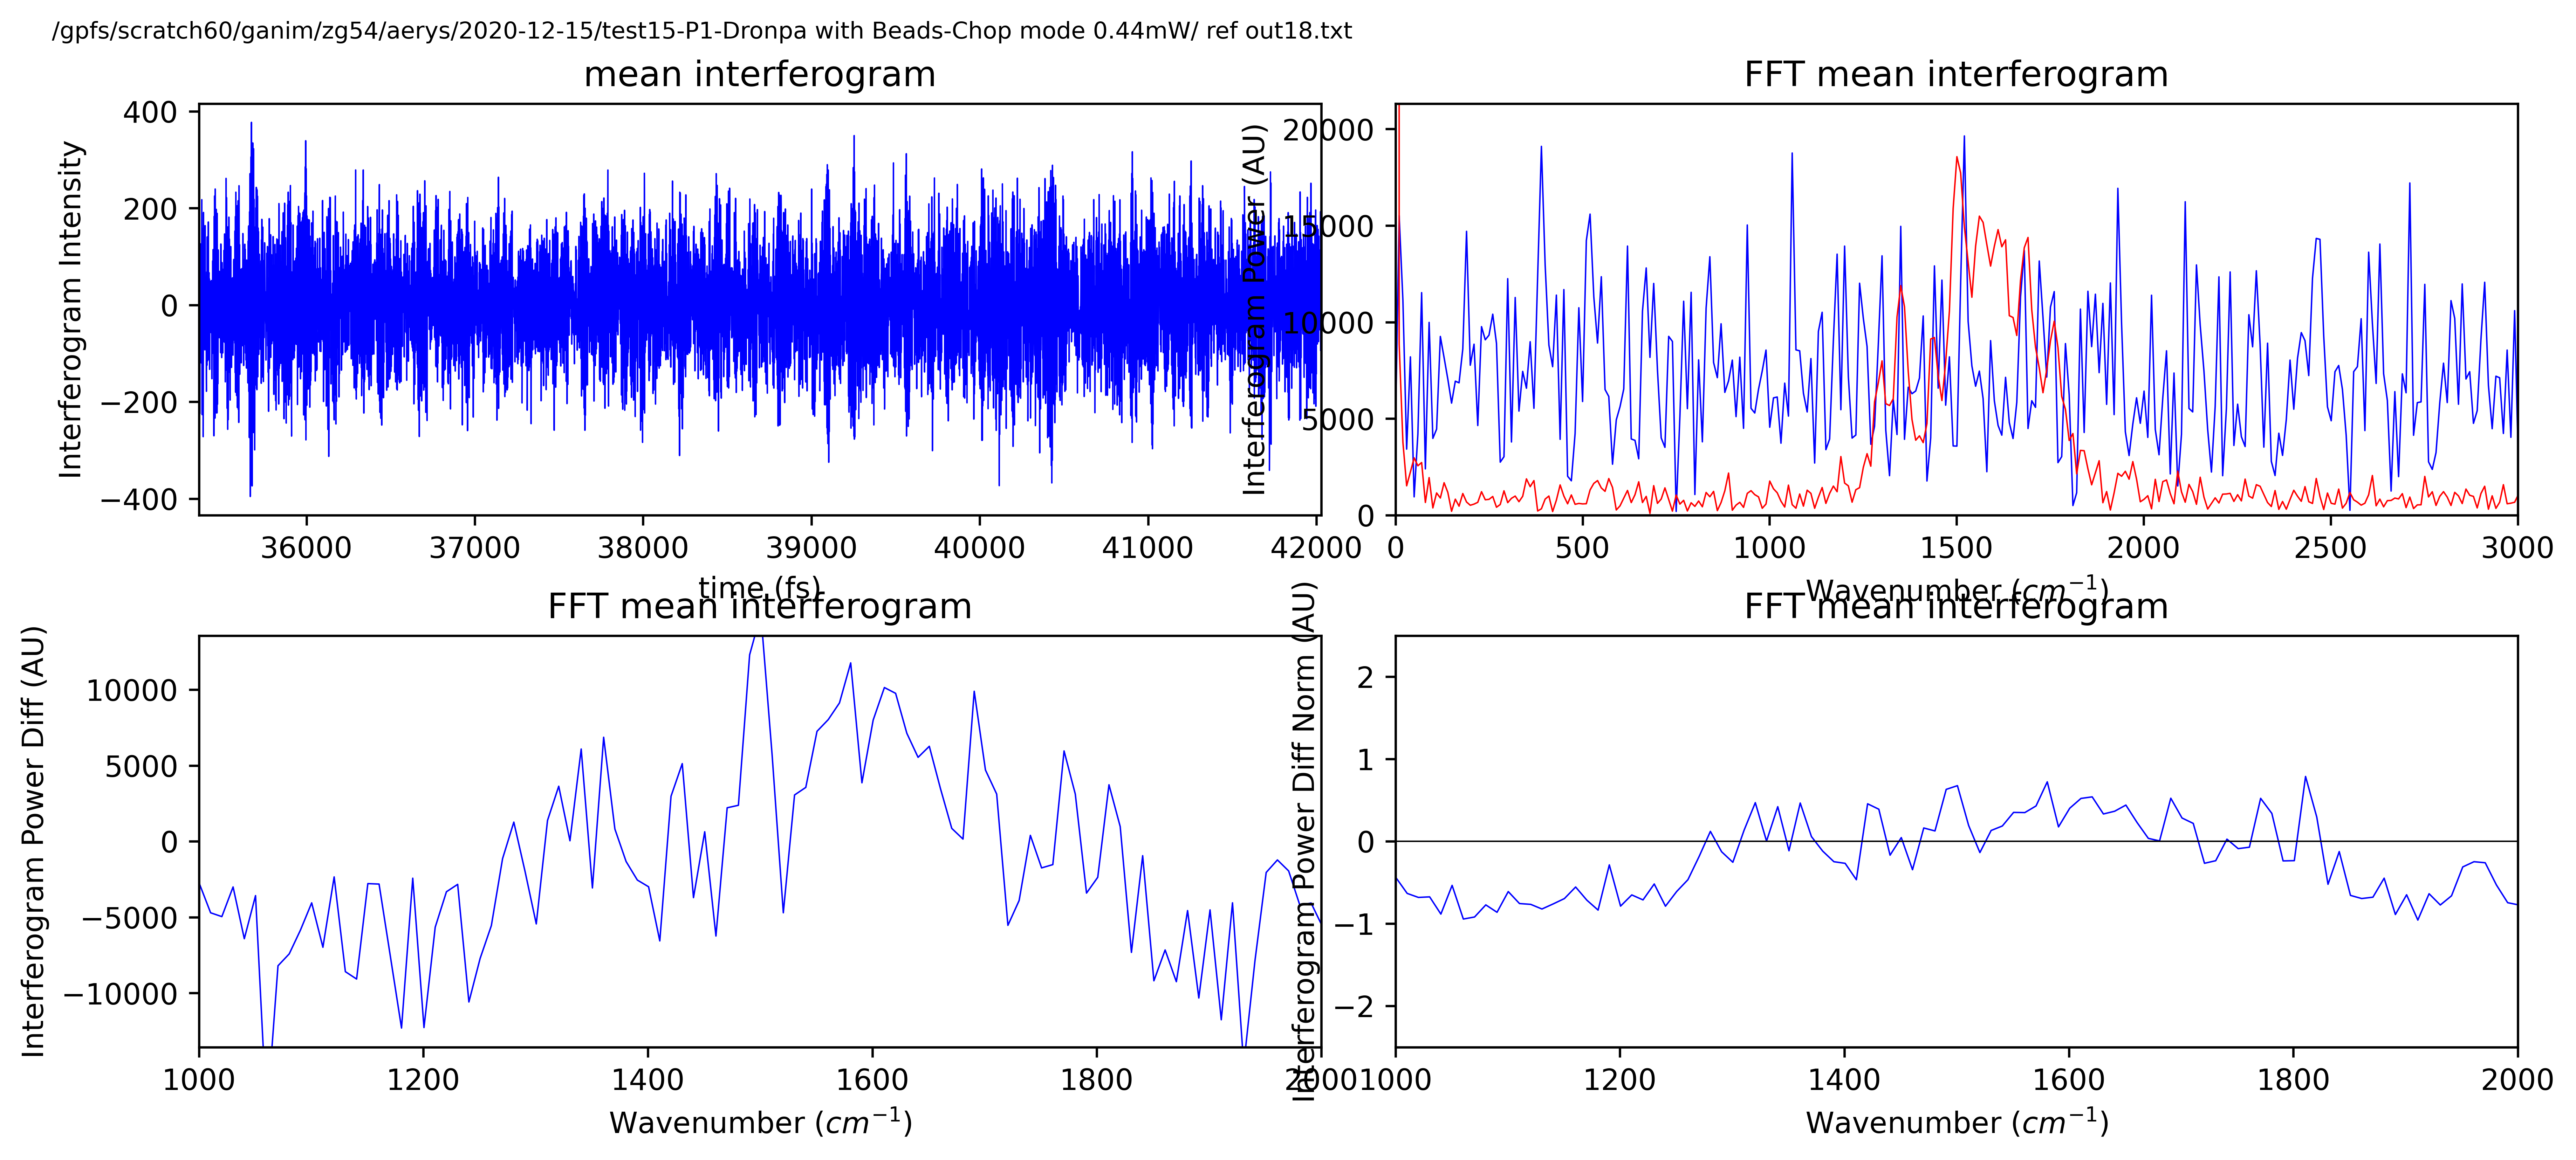 /gpfs/scratch60/ganim/zg54/aerys/2020-12-15/test15-P1-Dronpa with Beads-Chop mode 0.44mW/ ref out18.txt
mean interferogram
Interferogram Intensity
400
200
0
−200
−400
36000 37000 38000 39000 40000 41000 42000
time (fs)
FFT mean interferogram
Interferogram Power (AU)
20000
15000
10000
5000
0
0 500 1000 1500 2000 2500 3000
Wavenumber (cm⁻¹)
FFT mean interferogram
Interferogram Power Diff (AU)
10000
5000
0
−5000
−10000
1000 1200 1400 1600 1800 2000
Wavenumber (cm⁻¹)
FFT mean interferogram
Interferogram Power Diff Norm (AU)
2
1
0
−1
−2
1000 1200 1400 1600 1800 2000
Wavenumber (cm⁻¹)